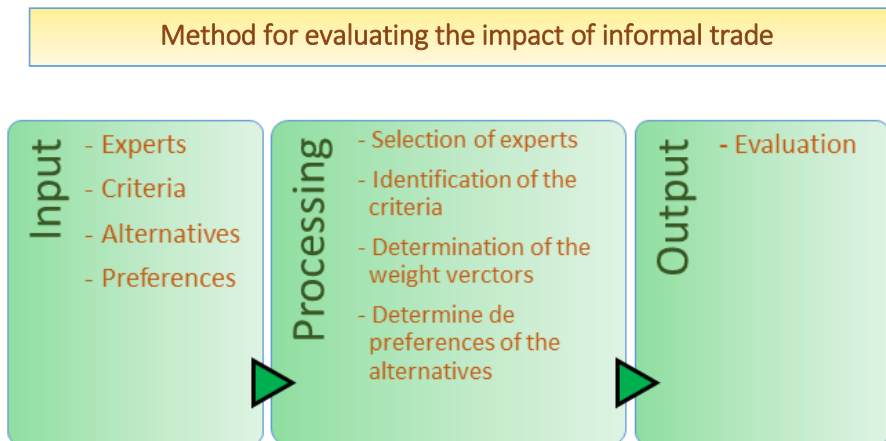 Method for evaluating the impact of informal trade
Input
- Experts
- Criteria
- Alternatives
- Preferences
Processing
- Selection of experts
- Identification of the
criteria
- Determination of the
weight verctors
- Determine de
preferences of the
alternatives
Output
- Evaluation